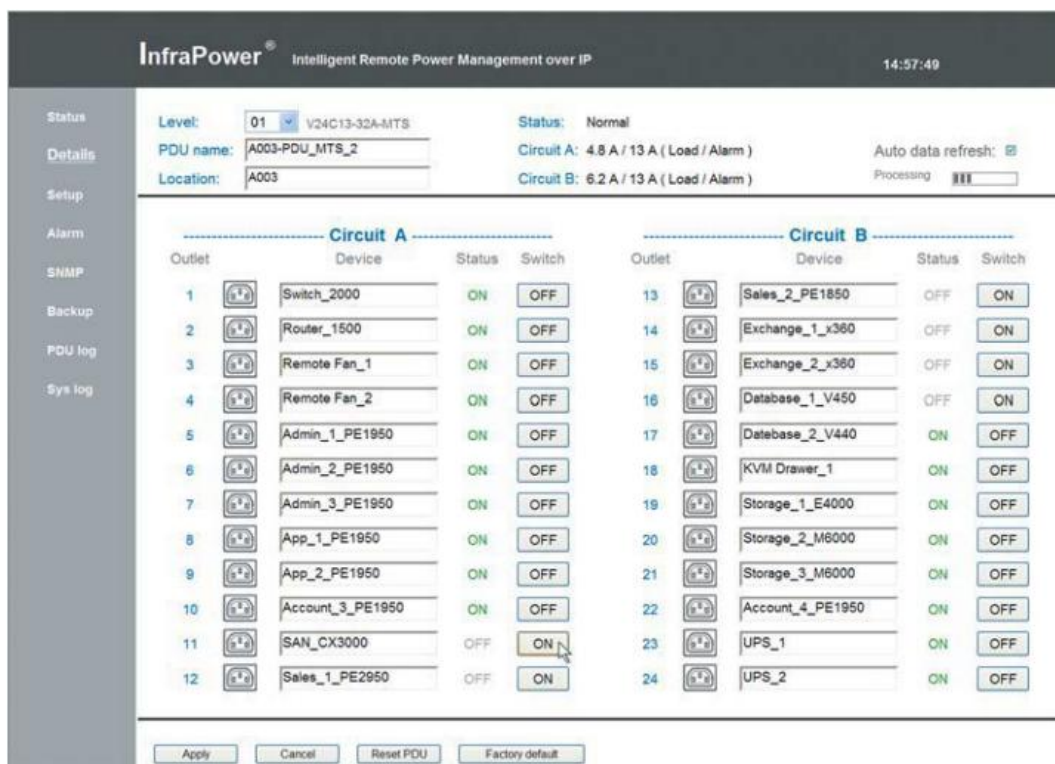 InfraPower® Intelligent Remote Power Management over IP 14:57:49
Status
Details
Setup
Alarm
SNMP
Backup
PDU log
Sys log
Level: 01 V24C13-32A-MTS Status: Normal
PDU name: A003-PDU_MTS_2 Circuit A: 4.8 A / 13 A ( Load / Alarm ) Auto data refresh:
Location: A003 Circuit B: 6.2 A / 13 A ( Load / Alarm ) Processing
Circuit A
Outlet Device Status Switch
1 Switch_2000 ON OFF
2 Router_1500 ON OFF
3 Remote Fan_1 ON OFF
4 Remote Fan_2 ON OFF
5 Admin_1_PE1950 ON OFF
6 Admin_2_PE1950 ON OFF
7 Admin_3_PE1950 ON OFF
8 App_1_PE1950 ON OFF
9 App_2_PE1950 ON OFF
10 Account_3_PE1950 ON OFF
11 SAN_CX3000 OFF ON
12 Sales_1_PE2950 OFF ON
Circuit B
Outlet Device Status Switch
13 Sales_2_PE1850 OFF ON
14 Exchange_1_x360 OFF ON
15 Exchange_2_x360 OFF ON
16 Database_1_V450 OFF ON
17 Datebase_2_V440 ON OFF
18 KVM Drawer_1 ON OFF
19 Storage_1_E4000 ON OFF
20 Storage_2_M6000 ON OFF
21 Storage_3_M6000 ON OFF
22 Account_4_PE1950 ON OFF
23 UPS_1 ON OFF
24 UPS_2 ON OFF
Apply Cancel Reset PDU Factory default